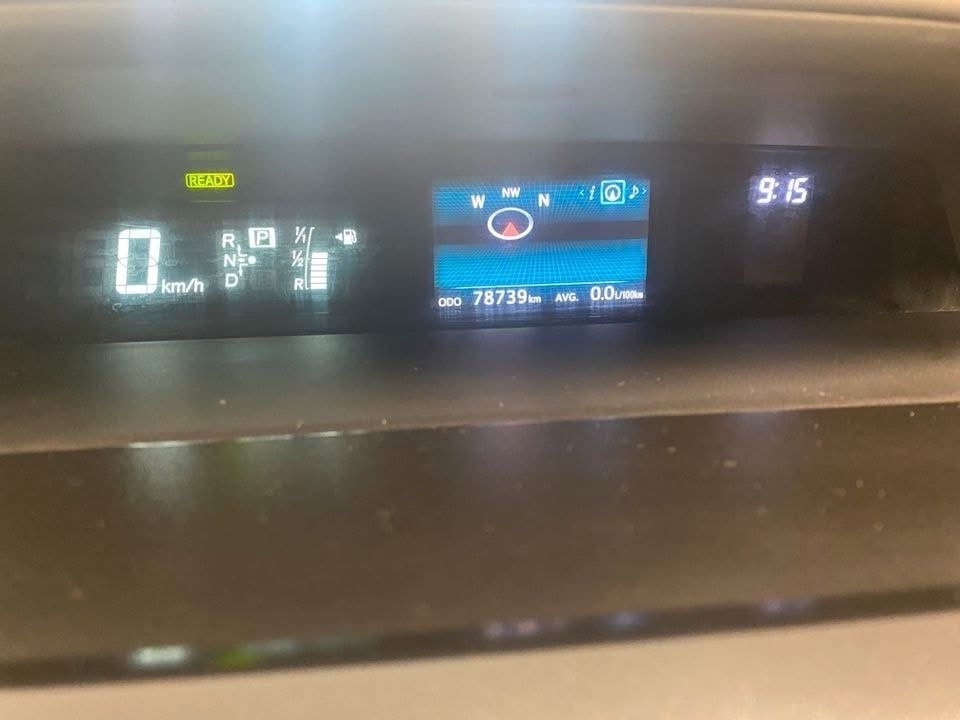 READY
0 km/h
R P
N
D
1/1
1/2
R
W NW N
i
ODO 78739 km AVG. 0.0 L/100km
9:15